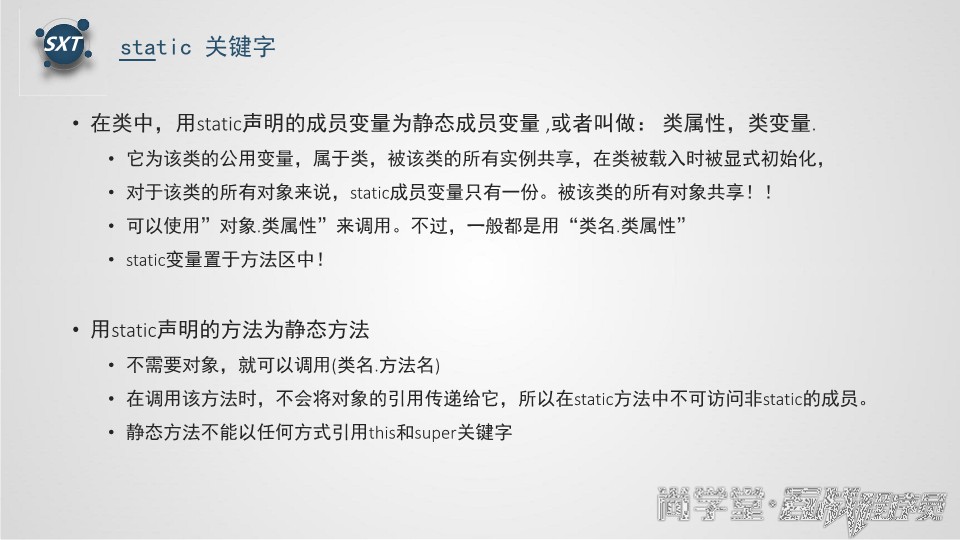 SXT
static 关键字
• 在类中，用static声明的成员变量为静态成员变量 ,或者叫做： 类属性，类变量.
• 它为该类的公用变量，属于类，被该类的所有实例共享，在类被载入时被显式初始化，
• 对于该类的所有对象来说，static成员变量只有一份。被该类的所有对象共享！！
• 可以使用”对象.类属性”来调用。不过，一般都是用“类名.类属性”
• static变量置于方法区中！
• 用static声明的方法为静态方法
• 不需要对象，就可以调用(类名.方法名)
• 在调用该方法时，不会将对象的引用传递给它，所以在static方法中不可访问非static的成员。
• 静态方法不能以任何方式引用this和super关键字
尚学堂·实战程序员